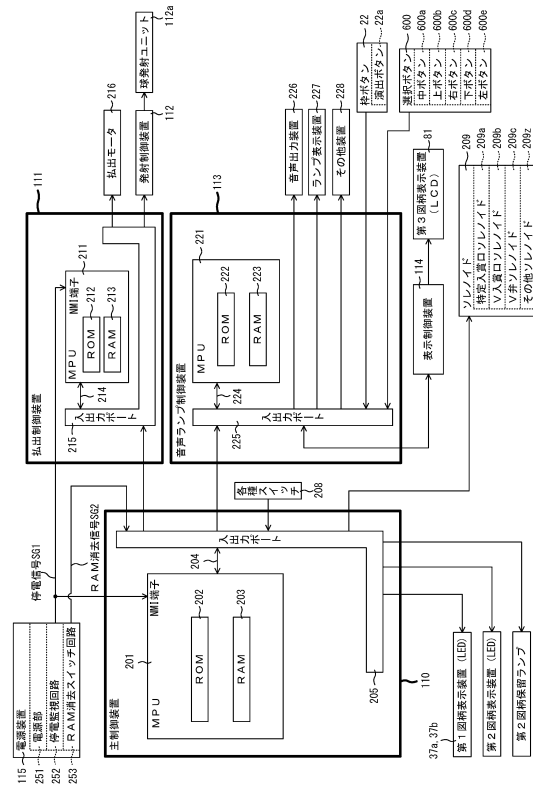 電源装置
115
電源部
251
停電監視回路
252
RAM消去スイッチ回路
253
停電信号SG1
RAM消去信号SG2
払出制御装置
111
MPU
NMI端子
211
ROM
212
RAM
213
214
入出力ポート
215
払出モータ
216
発射制御装置
112
球発射ユニット
112a
主制御装置
110
MPU
NMI端子
201
ROM
202
RAM
203
204
入出力ポート
205
各種スイッチ
208
音声ランプ制御装置
113
MPU
221
ROM
222
RAM
223
224
入出力ポート
225
音声出力装置
226
ランプ表示装置
227
その他装置
228
枠ボタン
22
演出ボタン
22a
選択ボタン
600
中ボタン
600a
上ボタン
600b
右ボタン
600c
下ボタン
600d
左ボタン
600e
表示制御装置
114
第3図柄表示装置
(LCD)
81
ソレノイド
209
特定入賞口ソレノイド
209a
V入賞口ソレノイド
209b
V弁ソレノイド
209c
その他ソレノイド
209z
37a, 37b
第1図柄表示装置(LED)
第2図柄表示装置(LED)
第2図柄保留ランプ